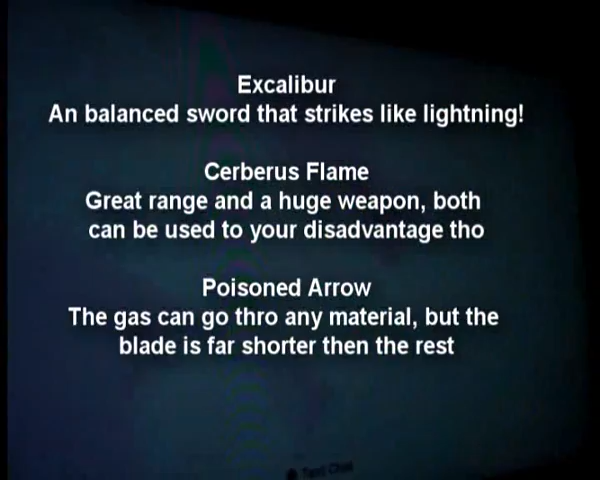 Excalibur
An balanced sword that strikes like lightning!
Cerberus Flame
Great range and a huge weapon, both
can be used to your disadvantage tho
Poisoned Arrow
The gas can go thro any material, but the
blade is far shorter then the rest